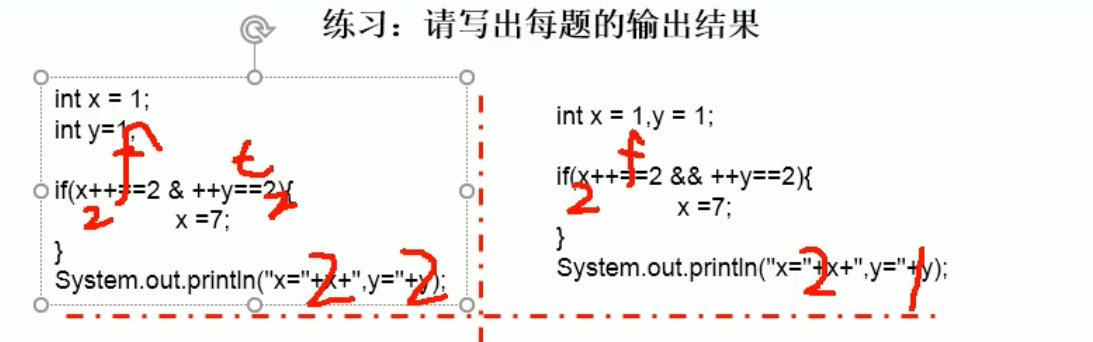 练习：请写出每题的输出结果
int x = 1;
int y=1;
f t
if(x++==2 & ++y==2){
2 2
x =7;
}
System.out.println("x="+x+",y="+y);
2 2
int x = 1,y = 1;
f
if(x++==2 && ++y==2){
2
x =7;
}
System.out.println("x="+x+",y="+y);
2 1